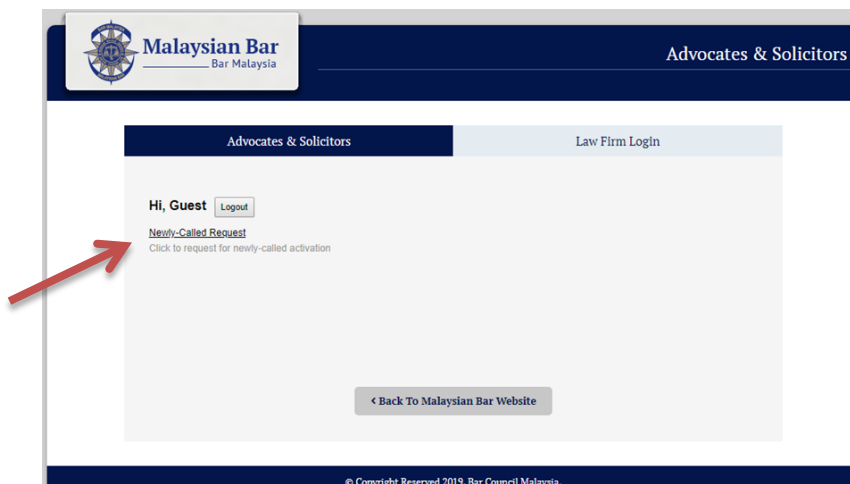 Malaysian Bar
Bar Malaysia
Advocates & Solicitors
Advocates & Solicitors
Law Firm Login
Hi, Guest
Logout
Newly-Called Request
Click to request for newly-called activation
‹ Back To Malaysian Bar Website
© Copyright Reserved 2019, Bar Council Malaysia.